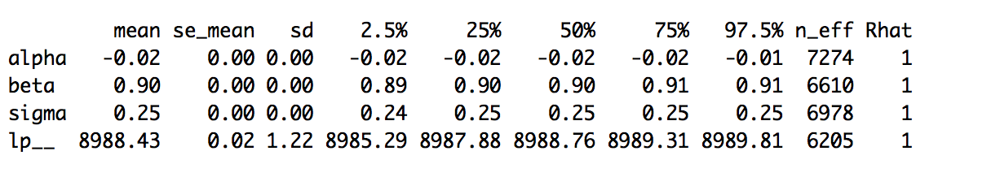 mean se_mean sd 2.5% 25% 50% 75% 97.5% n_eff Rhat
alpha -0.02 0.00 0.00 -0.02 -0.02 -0.02 -0.02 -0.01 7274 1
beta 0.90 0.00 0.00 0.89 0.90 0.90 0.91 0.91 6610 1
sigma 0.25 0.00 0.00 0.24 0.25 0.25 0.25 0.25 6978 1
lp__ 8988.43 0.02 1.22 8985.29 8987.88 8988.76 8989.31 8989.81 6205 1